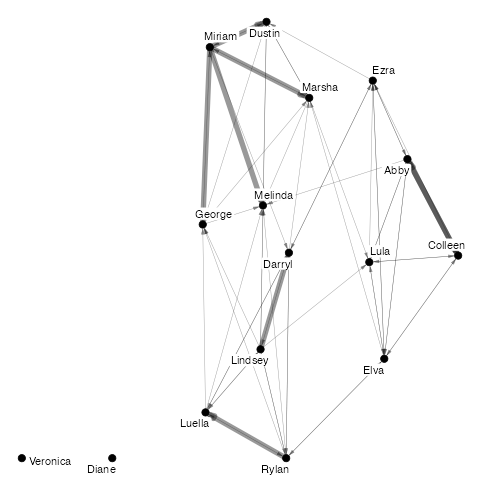 Miriam
Dustin
Ezra
Marsha
Abby
Melinda
George
Colleen
Lula
Darryl
Lindsey
Elva
Luella
Veronica
Diane
Rylan